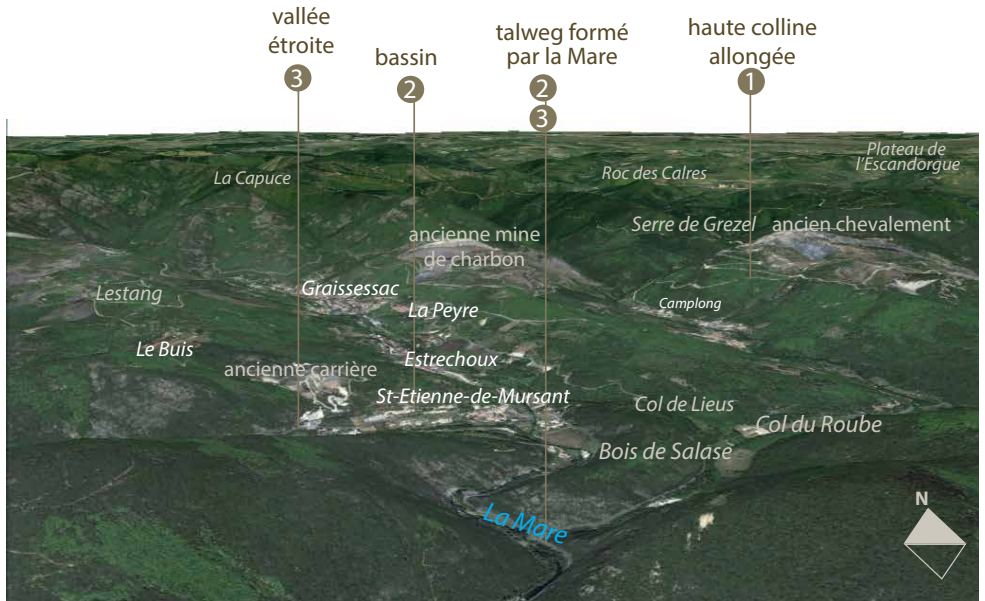 vallée
étroite
3
bassin
2
talweg formé
par la Mare
2
3
haute colline
allongée
1
Plateau de
l'Escandorgue
La Capuce
Roc des Calres
Serre de Grezel
ancien chevalement
ancienne mine
de charbon
Graissessac
Lestang
La Peyre
Camplong
Le Buis
Estrechoux
ancienne carrière
St-Etienne-de-Mursant
Col de Lieus
Col du Roube
Bois de Salase
La Mare
N